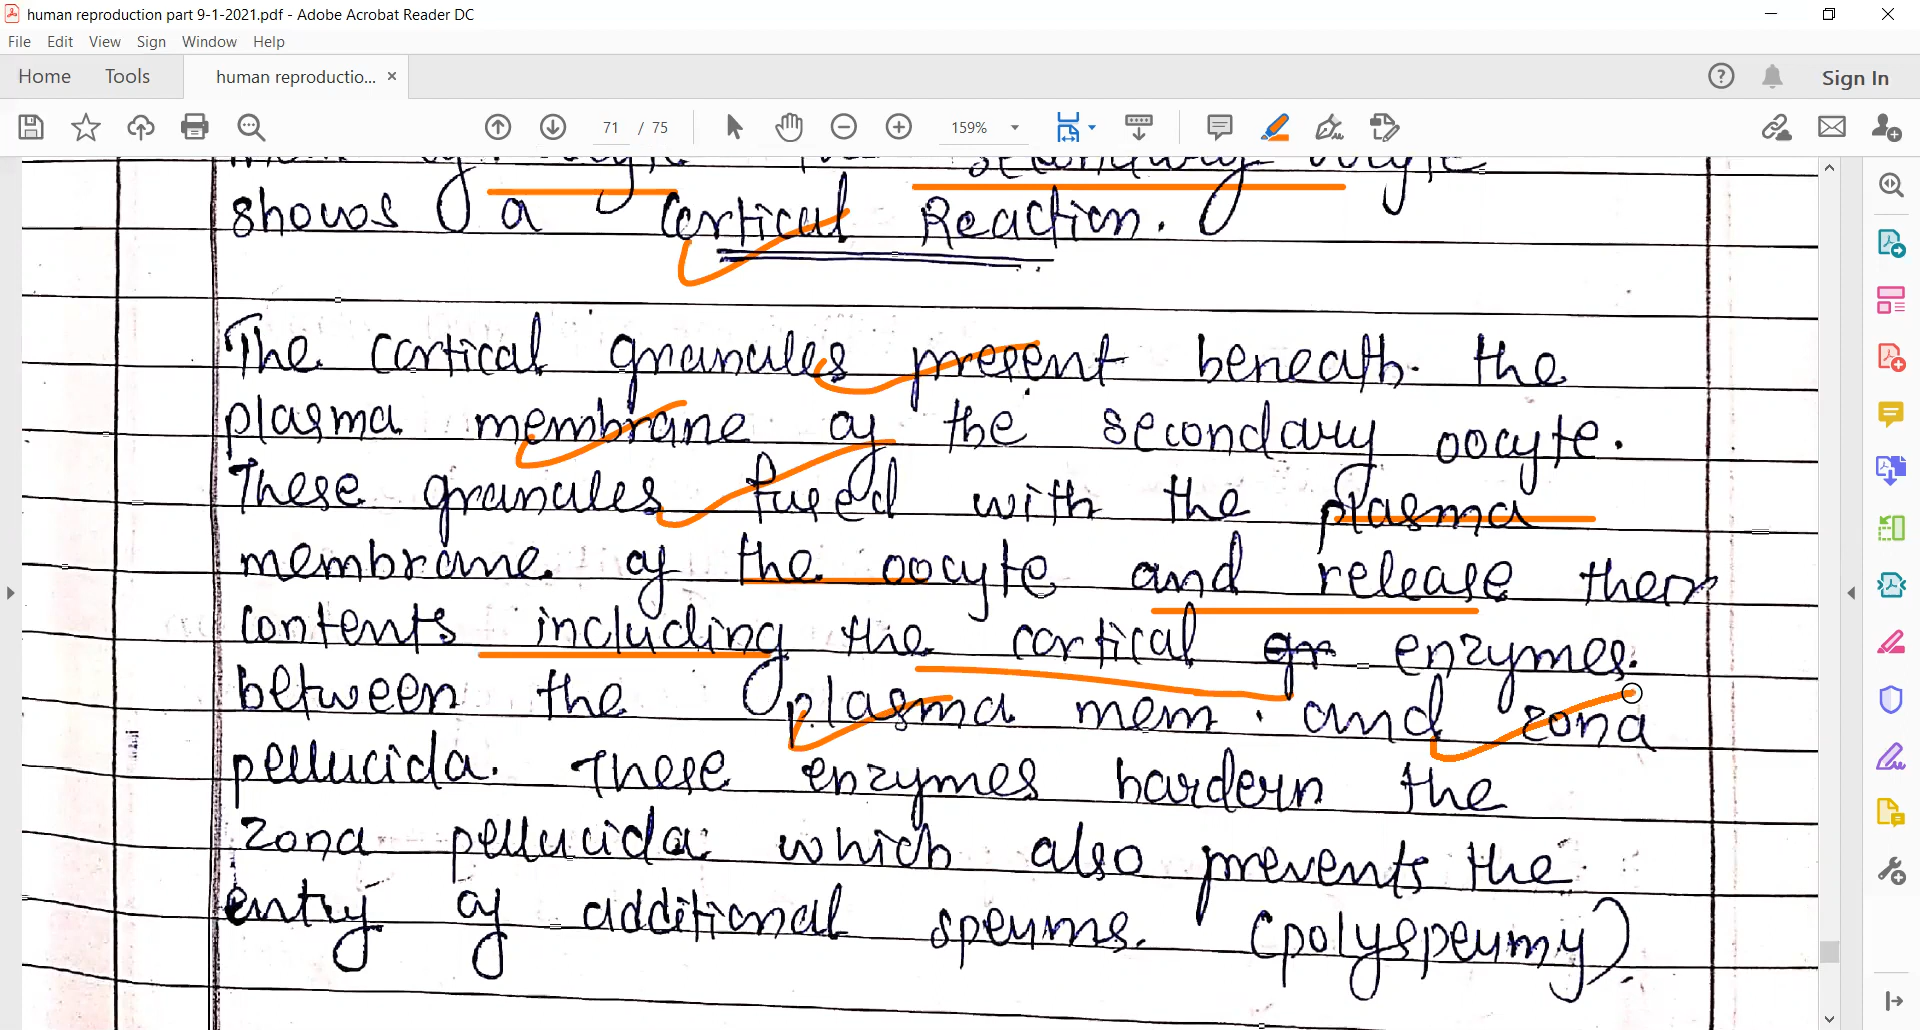 human reproduction part 9-1-2021.pdf - Adobe Acrobat Reader DC
File Edit View Sign Window Help
Home Tools human reproductio... × Sign In
71 / 75 159%
secondary oocyte
shows a Cortical Reaction.
The cortical granules present beneath the
plasma membrane of the secondary oocyte.
These granules fused with the plasma
membrane of the oocyte and release their
contents including the cortical gr enzymes.
between the plasma mem. and zona
pellucida. These enzymes hardern the
zona pellucida which also prevents the
entry of additional sperms. (polyspermy).